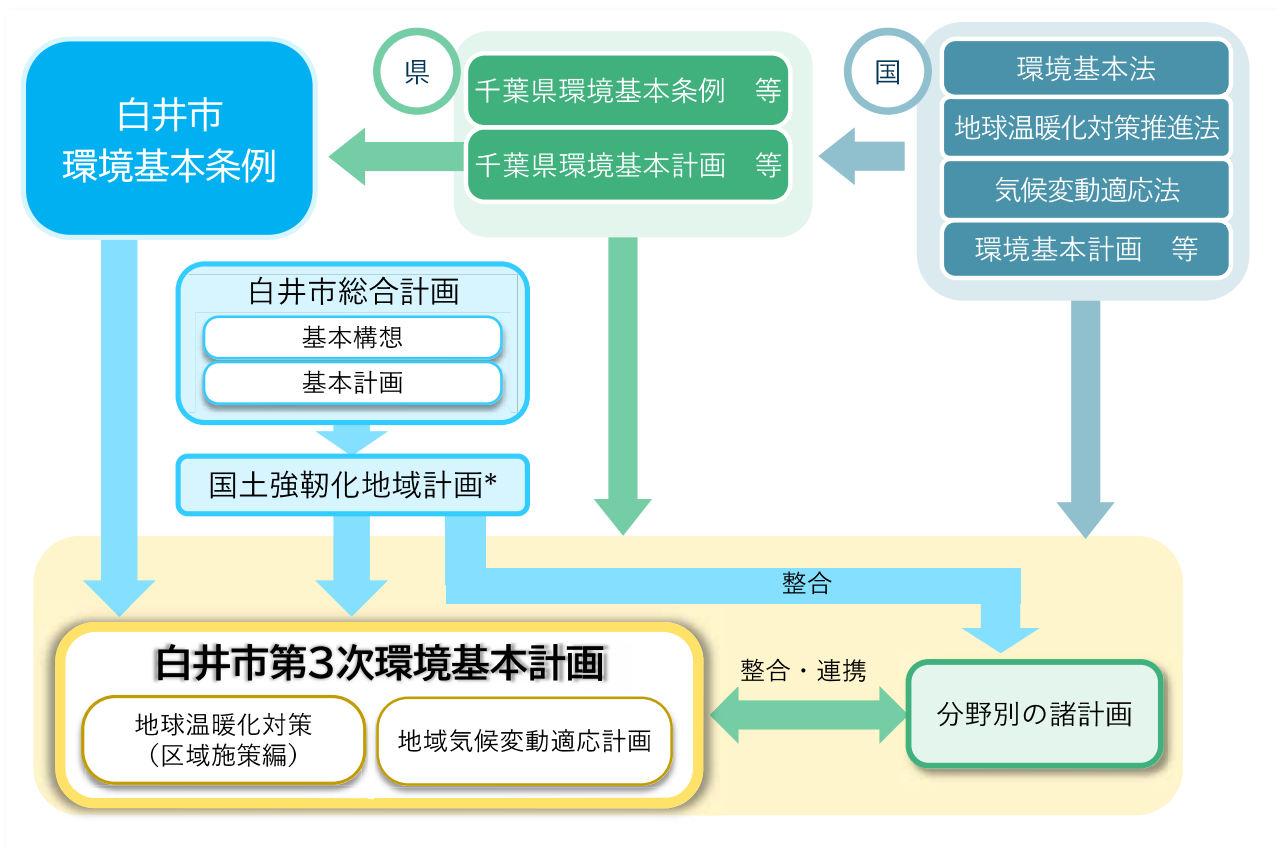 白井市
環境基本条例
県
千葉県環境基本条例　等
千葉県環境基本計画　等
国
環境基本法
地球温暖化対策推進法
気候変動適応法
環境基本計画　等
白井市総合計画
基本構想
基本計画
国土強靭化地域計画*
整合
白井市第3次環境基本計画
地球温暖化対策
（区域施策編）
地域気候変動適応計画
整合・連携
分野別の諸計画